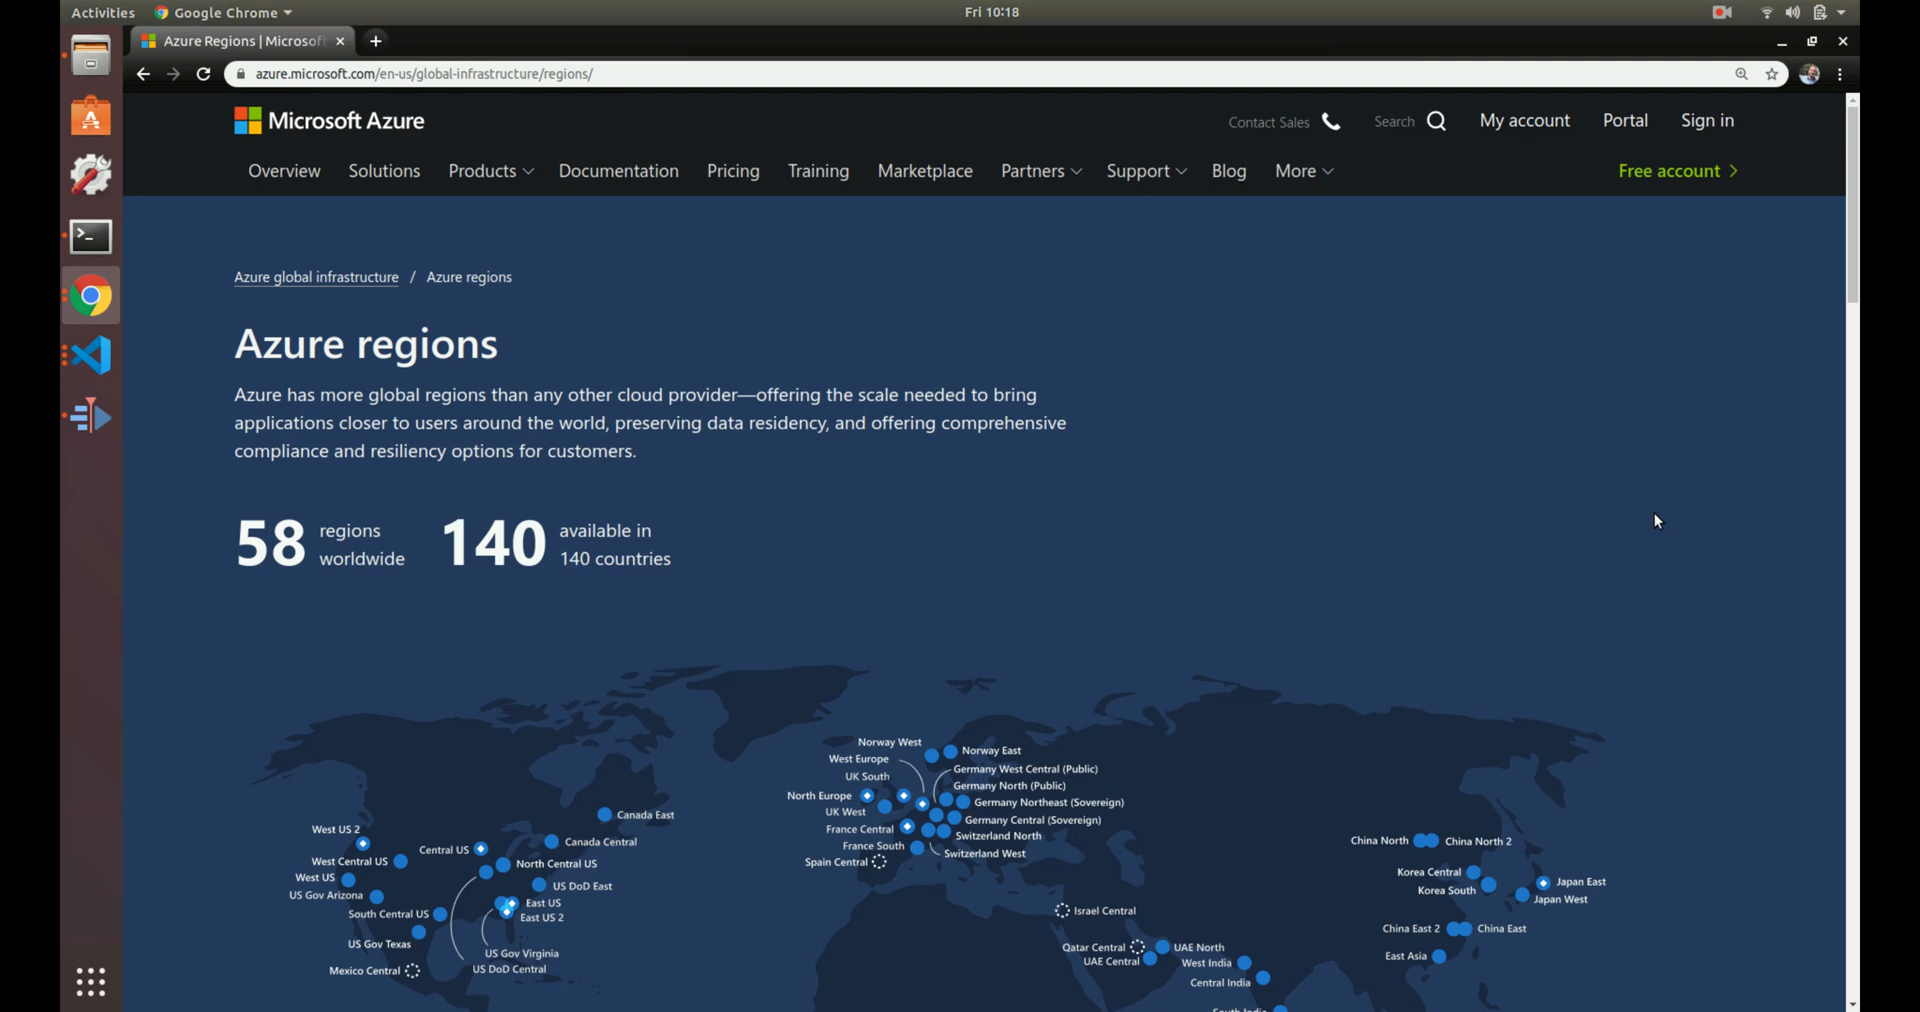 Activities
Google Chrome
Fri 10:18
Azure Regions | Microsoft
azure.microsoft.com/en-us/global-infrastructure/regions/
Microsoft Azure
Contact Sales
Search
My account
Portal
Sign in
Overview
Solutions
Products
Documentation
Pricing
Training
Marketplace
Partners
Support
Blog
More
Free account
Azure global infrastructure / Azure regions
Azure regions
Azure has more global regions than any other cloud provider—offering the scale needed to bring
applications closer to users around the world, preserving data residency, and offering comprehensive
compliance and resiliency options for customers.
58
regions
worldwide
140
available in
140 countries
Norway West
Norway East
West Europe
Germany West Central (Public)
UK South
Germany North (Public)
North Europe
Germany Northeast (Sovereign)
UK West
Germany Central (Sovereign)
France Central
Switzerland North
France South
Switzerland West
Spain Central
Canada East
West US 2
Canada Central
Central US
West Central US
North Central US
West US
US DoD East
US Gov Arizona
East US
South Central US
East US 2
US Gov Texas
US Gov Virginia
Mexico Central
US DoD Central
Israel Central
Qatar Central
UAE North
UAE Central
West India
Central India
South India
China North
China North 2
Korea Central
Korea South
Japan East
Japan West
China East 2
China East
East Asia